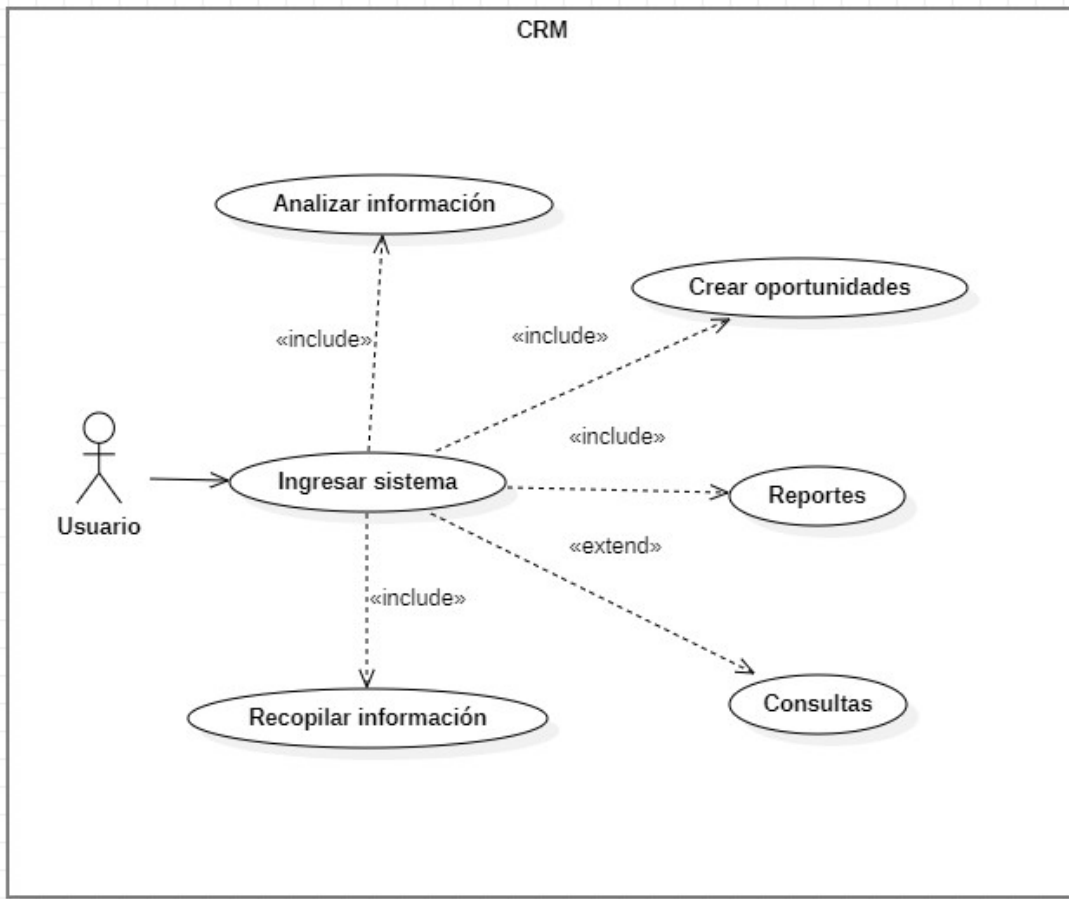 CRM
Analizar información
Crear oportunidades
«include»
«include»
«include»
Ingresar sistema
Reportes
Usuario
«extend»
«include»
Consultas
Recopilar información